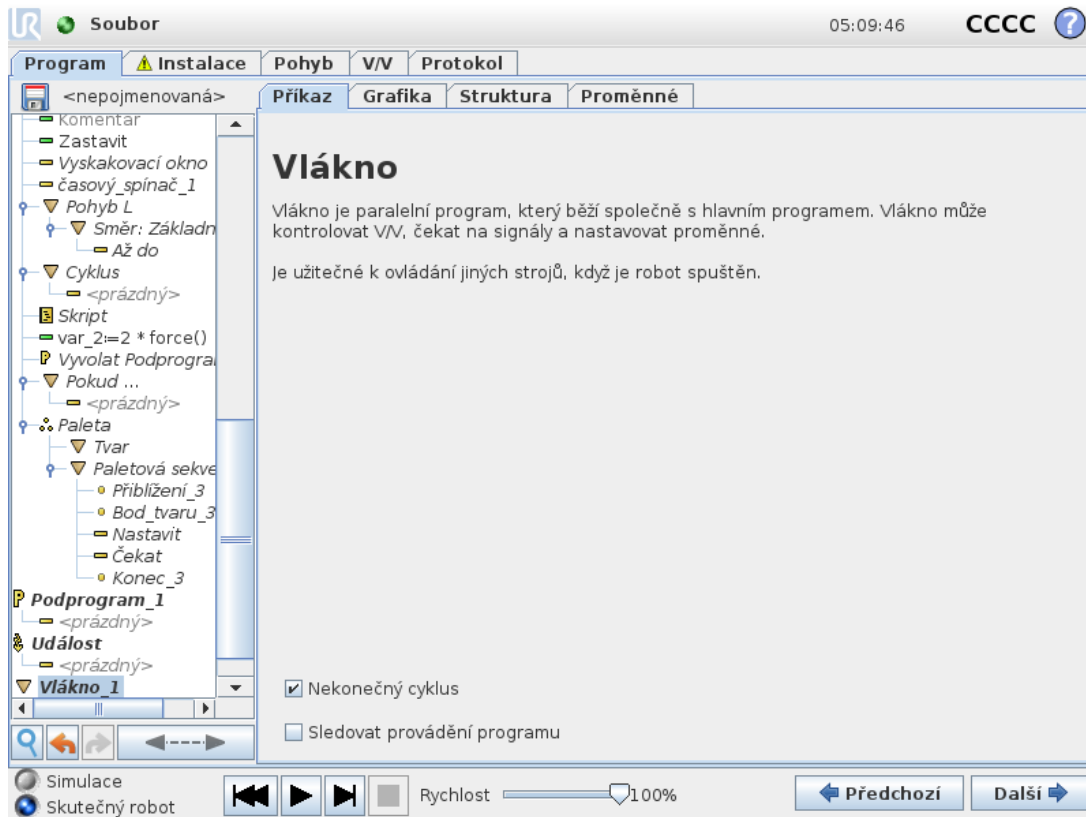 UR Soubor 05:09:46 CCCC ?
Program Instalace Pohyb V/V Protokol
<nepojmenovaná> Příkaz Grafika Struktura Proměnné
Komentář
Zastavit
Vyskakovací okno
časový_spínač_1
Pohyb L
Směr: Základn
Až do
Cyklus
<prázdný>
Skript
var_2:=2 * force()
Vyvolat Podprogra
Pokud ...
<prázdný>
Paleta
Tvar
Paletová sekve
Přiblížení_3
Bod_tvaru_3
Nastavit
Čekat
Konec_3
P Podprogram_1
<prázdný>
Událost
<prázdný>
Vlákno_1
Vlákno
Vlákno je paralelní program, který běží společně s hlavním programem. Vlákno může
kontrolovat V/V, čekat na signály a nastavovat proměnné.
Je užitečné k ovládání jiných strojů, když je robot spuštěn.
Nekonečný cyklus
Sledovat provádění programu
Simulace
Skutečný robot
Rychlost 100%
Předchozí Další